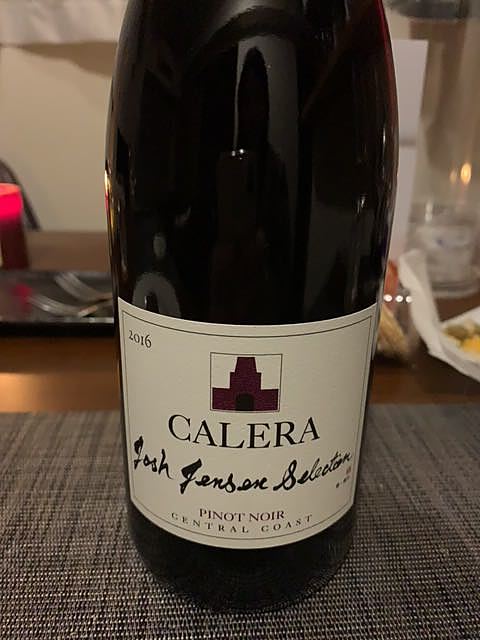 2016
CALERA
Josh Jensen Selection
PINOT NOIR
CENTRAL COAST